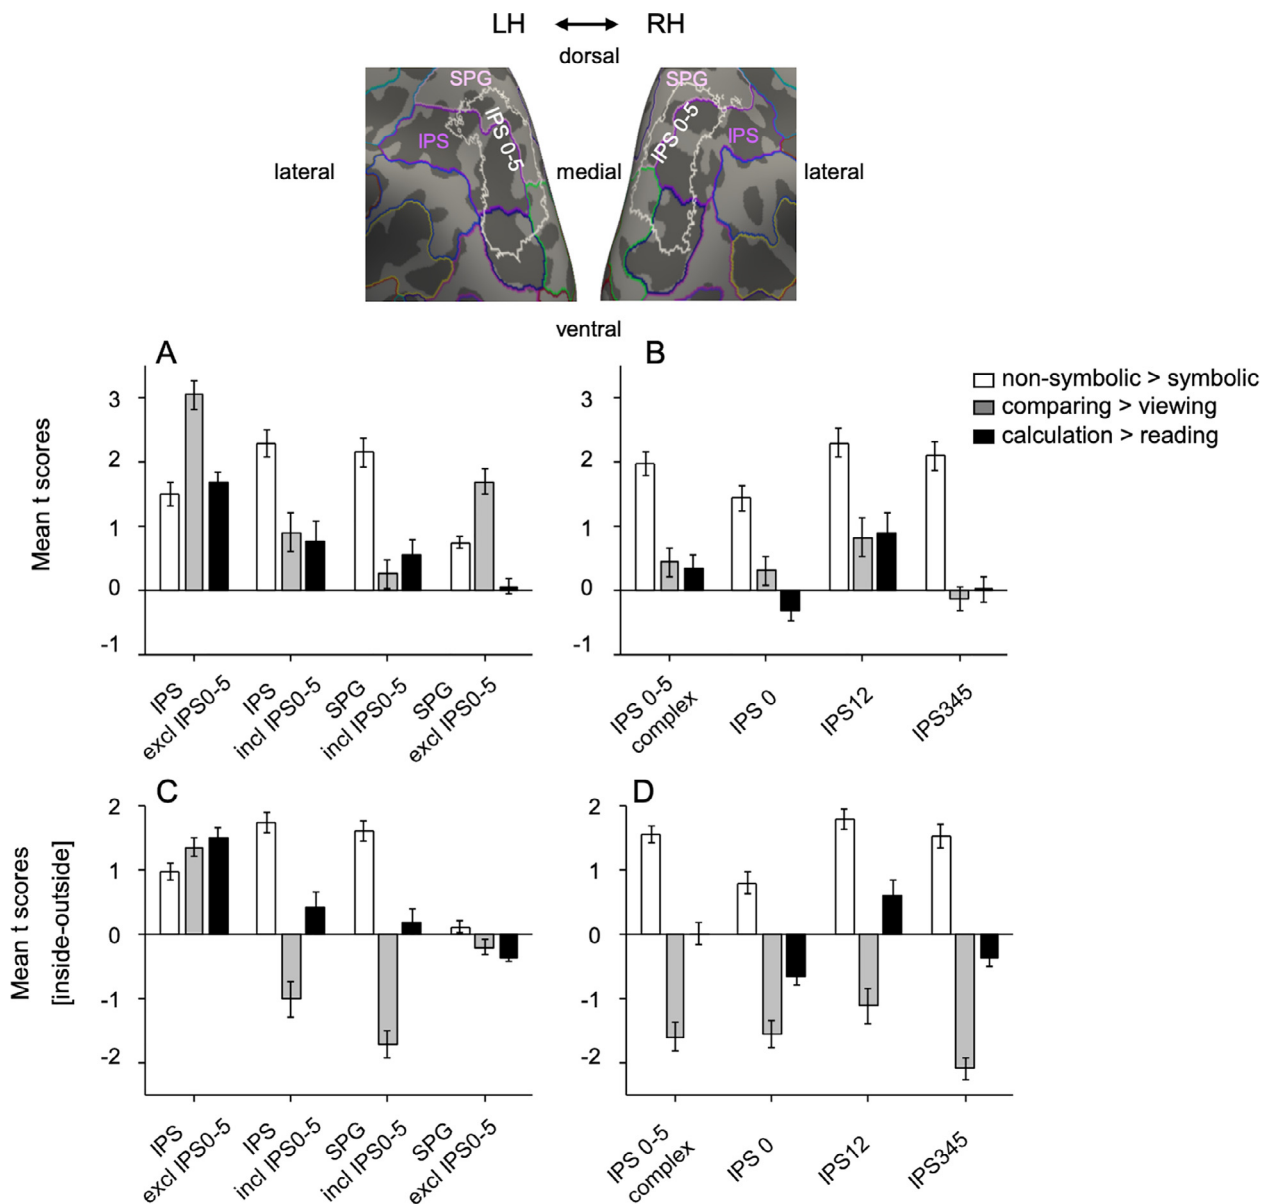 LH RH
dorsal
SPG SPG
IPS 0-5 IPS 0-5
IPS IPS
lateral medial lateral
ventral
A B
non-symbolic > symbolic
comparing > viewing
calculation > reading
Mean t scores
3
2
1
0
-1
3
2
1
0
-1
IPS
excl IPS0-5
IPS
incl IPS0-5
SPG
incl IPS0-5
SPG
excl IPS0-5
IPS 0-5
complex
IPS 0
IPS12
IPS345
C D
Mean t scores
[inside-outside]
2
1
0
-1
-2
2
1
0
-1
-2
IPS
excl IPS0-5
IPS
incl IPS0-5
SPG
incl IPS0-5
SPG
excl IPS0-5
IPS 0-5
complex
IPS 0
IPS12
IPS345